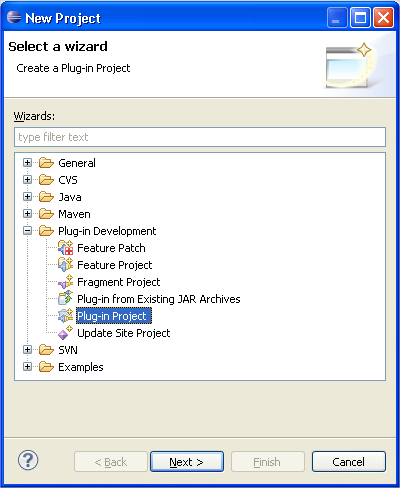 New Project
Select a wizard
Create a Plug-in Project
Wizards:
type filter text
General
CVS
Java
Maven
Plug-in Development
Feature Patch
Feature Project
Fragment Project
Plug-in from Existing JAR Archives
Plug-in Project
Update Site Project
SVN
Examples
? < Back Next > Finish Cancel